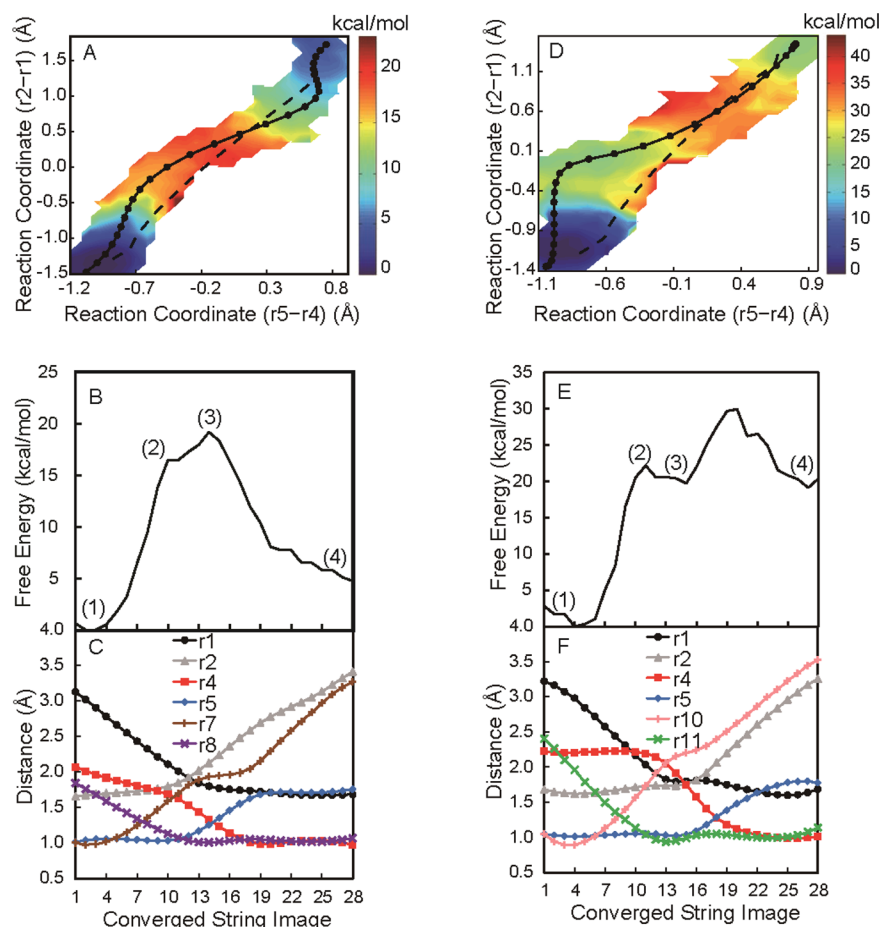 kcal/mol
A
Reaction Coordinate (r2−r1) (Å)
1.5
1.0
0.5
0.0
-0.5
-1.0
-1.5
-1.2
-0.7
-0.2
0.3
0.8
Reaction Coordinate (r5−r4) (Å)
20
15
10
5
0
kcal/mol
D
Reaction Coordinate (r2−r1) (Å)
1.1
0.6
0.1
-0.4
-0.9
-1.4
-1.1
-0.6
-0.1
0.4
0.9
Reaction Coordinate (r5−r4) (Å)
40
35
30
25
20
15
10
5
0
B
Free Energy (kcal/mol)
25
20
15
10
5
4.0
(1)
(2)
(3)
(4)
E
Free Energy (kcal/mol)
35
30
25
20
15
10
5
4.0
(1)
(2)
(3)
(4)
C
r1
r2
r4
r5
r7
r8
Distance (Å)
3.5
3.0
2.5
2.0
1.5
1.0
0.5
1 4 7 10 13 16 19 22 25 28
Converged String Image
F
r1
r2
r4
r5
r10
r11
Distance (Å)
3.5
3.0
2.5
2.0
1.5
1.0
0.5
1 4 7 10 13 16 19 22 25 28
Converged String Image